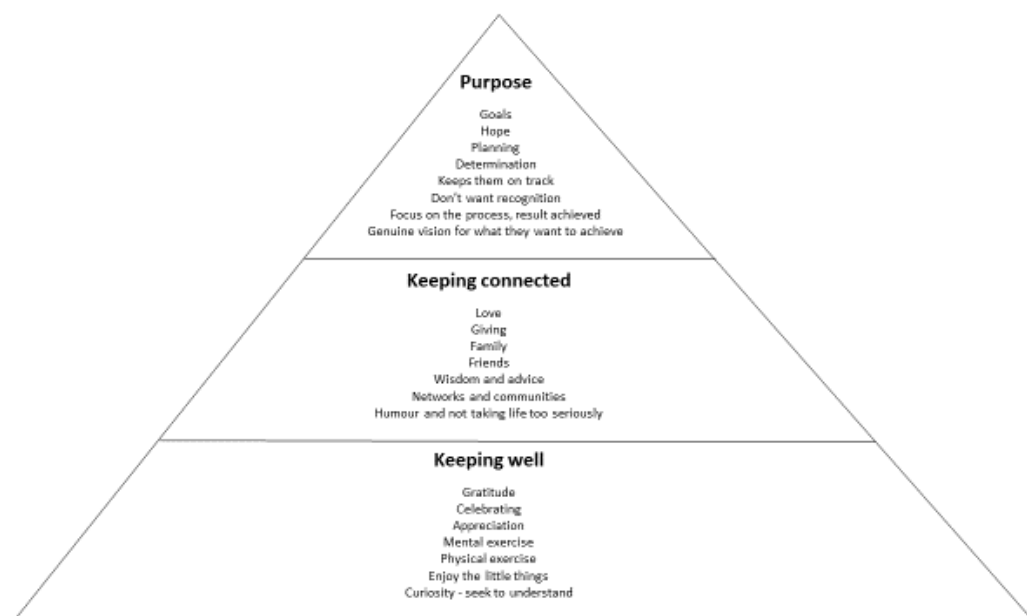 Purpose
Goals
Hope
Planning
Determination
Keeps them on track
Don't want recognition
Focus on the process, result achieved
Genuine vision for what they want to achieve
Keeping connected
Love
Giving
Family
Friends
Wisdom and advice
Networks and communities
Humour and not taking life too seriously
Keeping well
Gratitude
Celebrating
Appreciation
Mental exercise
Physical exercise
Enjoy the little things
Curiosity - seek to understand